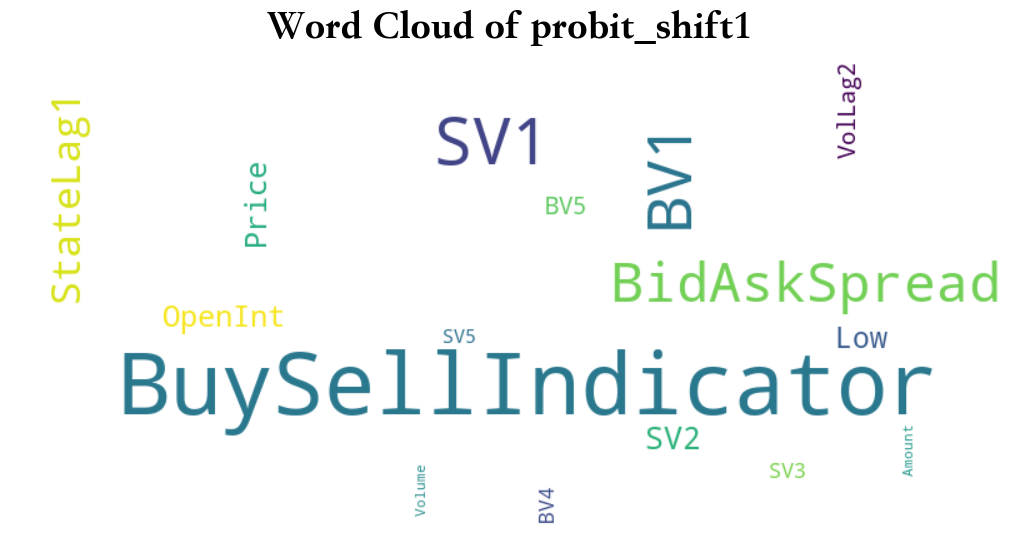 Word Cloud of probit_shift1
VolLag2
StateLag1
SV1
BV1
Price
BV5
BidAskSpread
OpenInt
SV5
Low
BuySellIndicator
SV2
Amount
SV3
Volume
BV4